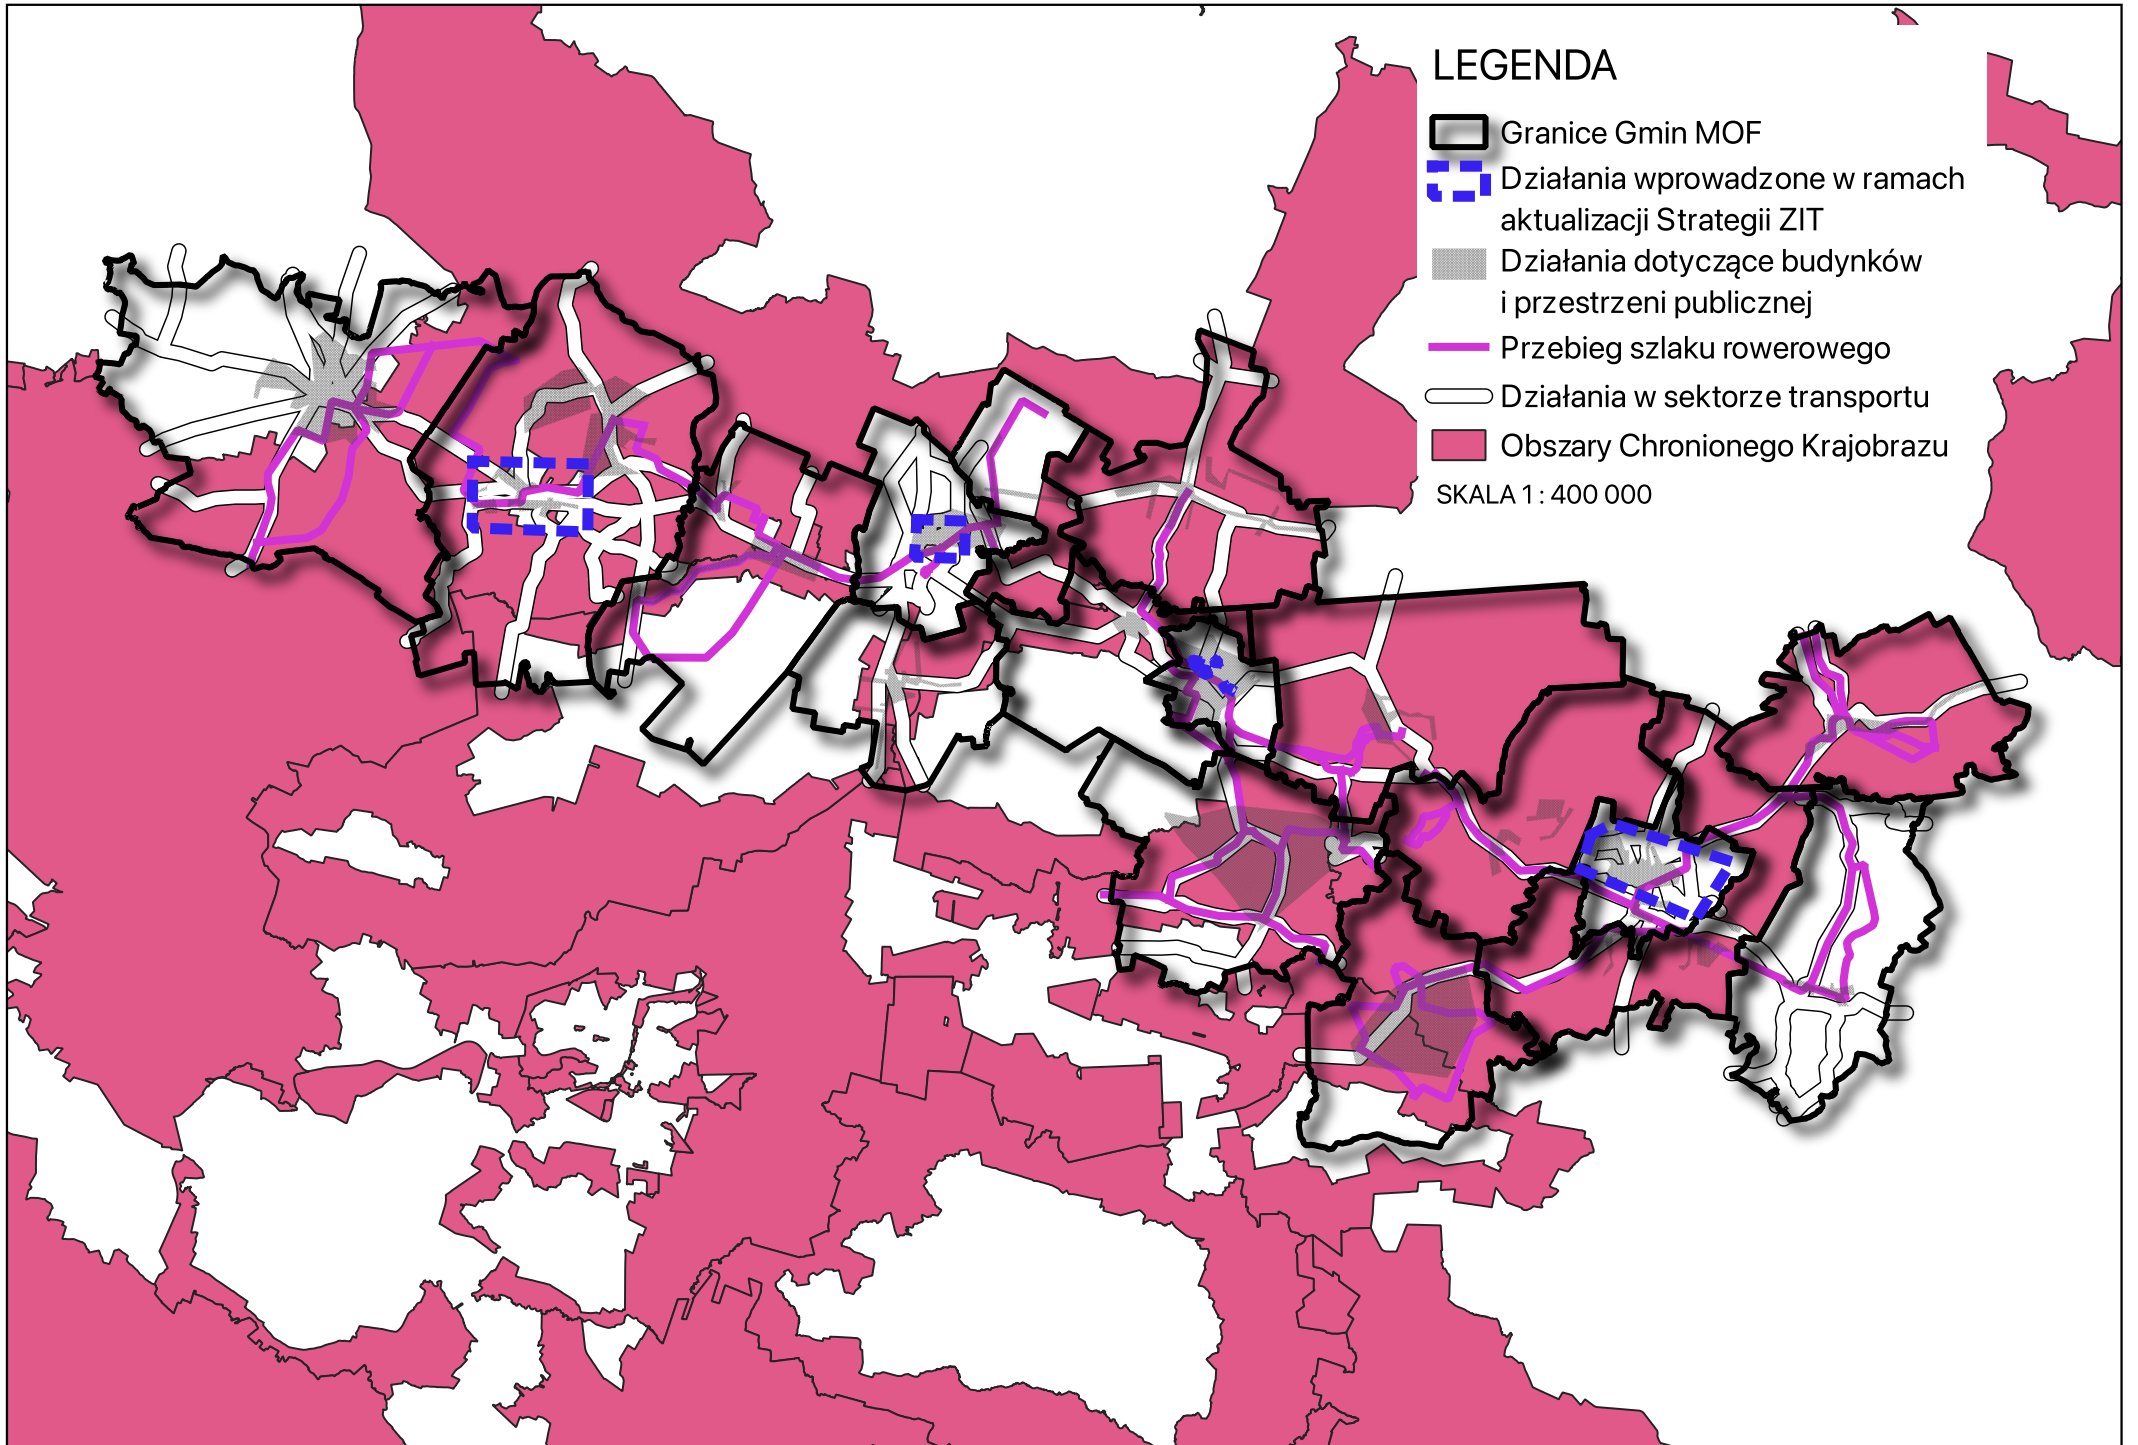 LEGENDA
Granice Gmin MOF
Działania wprowadzone w ramach
aktualizacji Strategii ZIT
Działania dotyczące budynków
i przestrzeni publicznej
Przebieg szlaku rowerowego
Działania w sektorze transportu
Obszary Chronionego Krajobrazu
SKALA 1 : 400 000